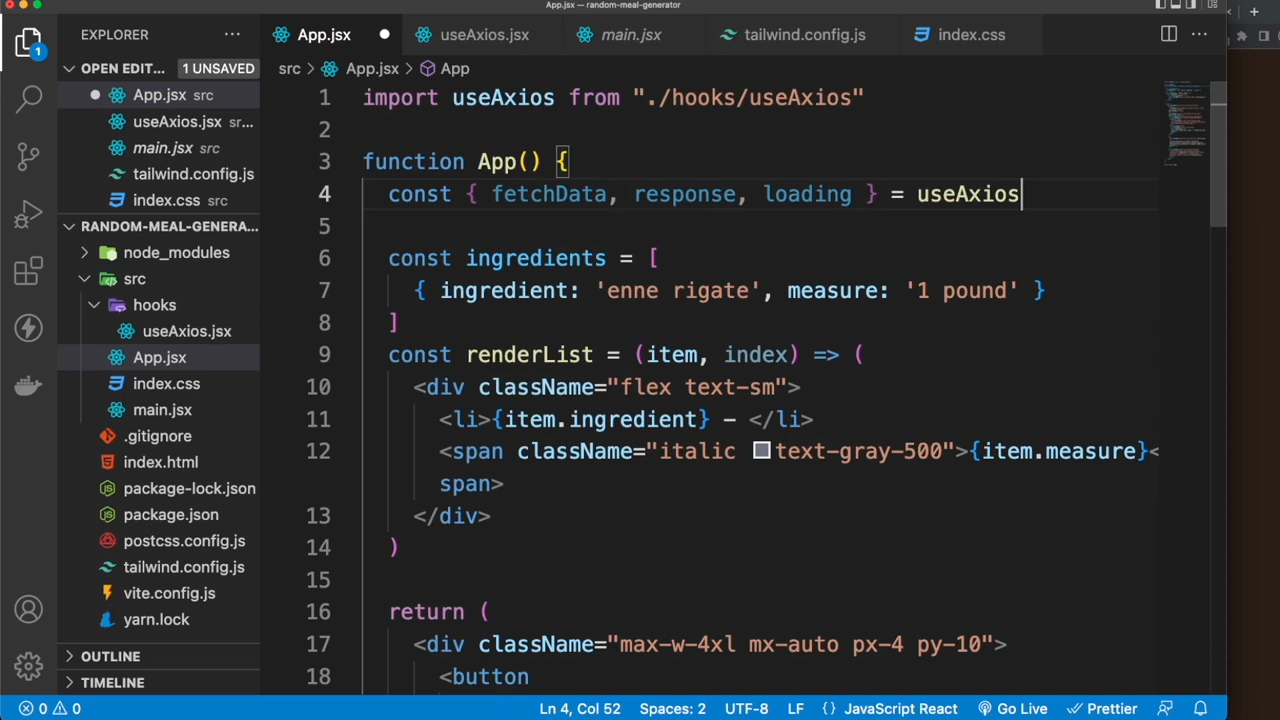 App.jsx — random-meal-generator
EXPLORER
App.jsx
useAxios.jsx
main.jsx
tailwind.config.js
index.css
OPEN EDIT...
1 UNSAVED
src
App.jsx
App
App.jsx src
useAxios.jsx sr...
main.jsx src
tailwind.config.js
index.css src
RANDOM-MEAL-GENERA...
node_modules
src
hooks
useAxios.jsx
App.jsx
index.css
main.jsx
.gitignore
index.html
package-lock.json
package.json
postcss.config.js
tailwind.config.js
vite.config.js
yarn.lock
OUTLINE
TIMELINE
1
1 import useAxios from "./hooks/useAxios"
2
3 function App() {
4 const { fetchData, response, loading } = useAxios
5
6 const ingredients = [
7 { ingredient: 'enne rigate', measure: '1 pound' }
8 ]
9 const renderList = (item, index) => (
10 <div className="flex text-sm">
11 <li>{item.ingredient} - </li>
12 <span className="italic text-gray-500">{item.measure}<
span>
13 </div>
14 )
15
16 return (
17 <div className="max-w-4xl mx-auto px-4 py-10">
18 <button
0 0
Ln 4, Col 52
Spaces: 2
UTF-8
LF
{} JavaScript React
Go Live
Prettier